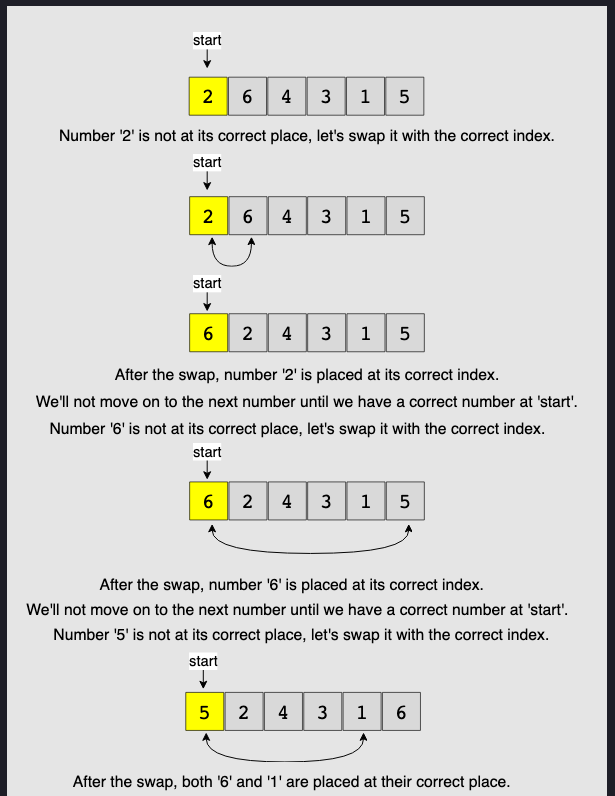 start
2 6 4 3 1 5
Number '2' is not at its correct place, let's swap it with the correct index.
start
2 6 4 3 1 5
start
6 2 4 3 1 5
After the swap, number '2' is placed at its correct index.
We'll not move on to the next number until we have a correct number at 'start'.
Number '6' is not at its correct place, let's swap it with the correct index.
start
6 2 4 3 1 5
After the swap, number '6' is placed at its correct index.
We'll not move on to the next number until we have a correct number at 'start'.
Number '5' is not at its correct place, let's swap it with the correct index.
start
5 2 4 3 1 6
After the swap, both '6' and '1' are placed at their correct place.